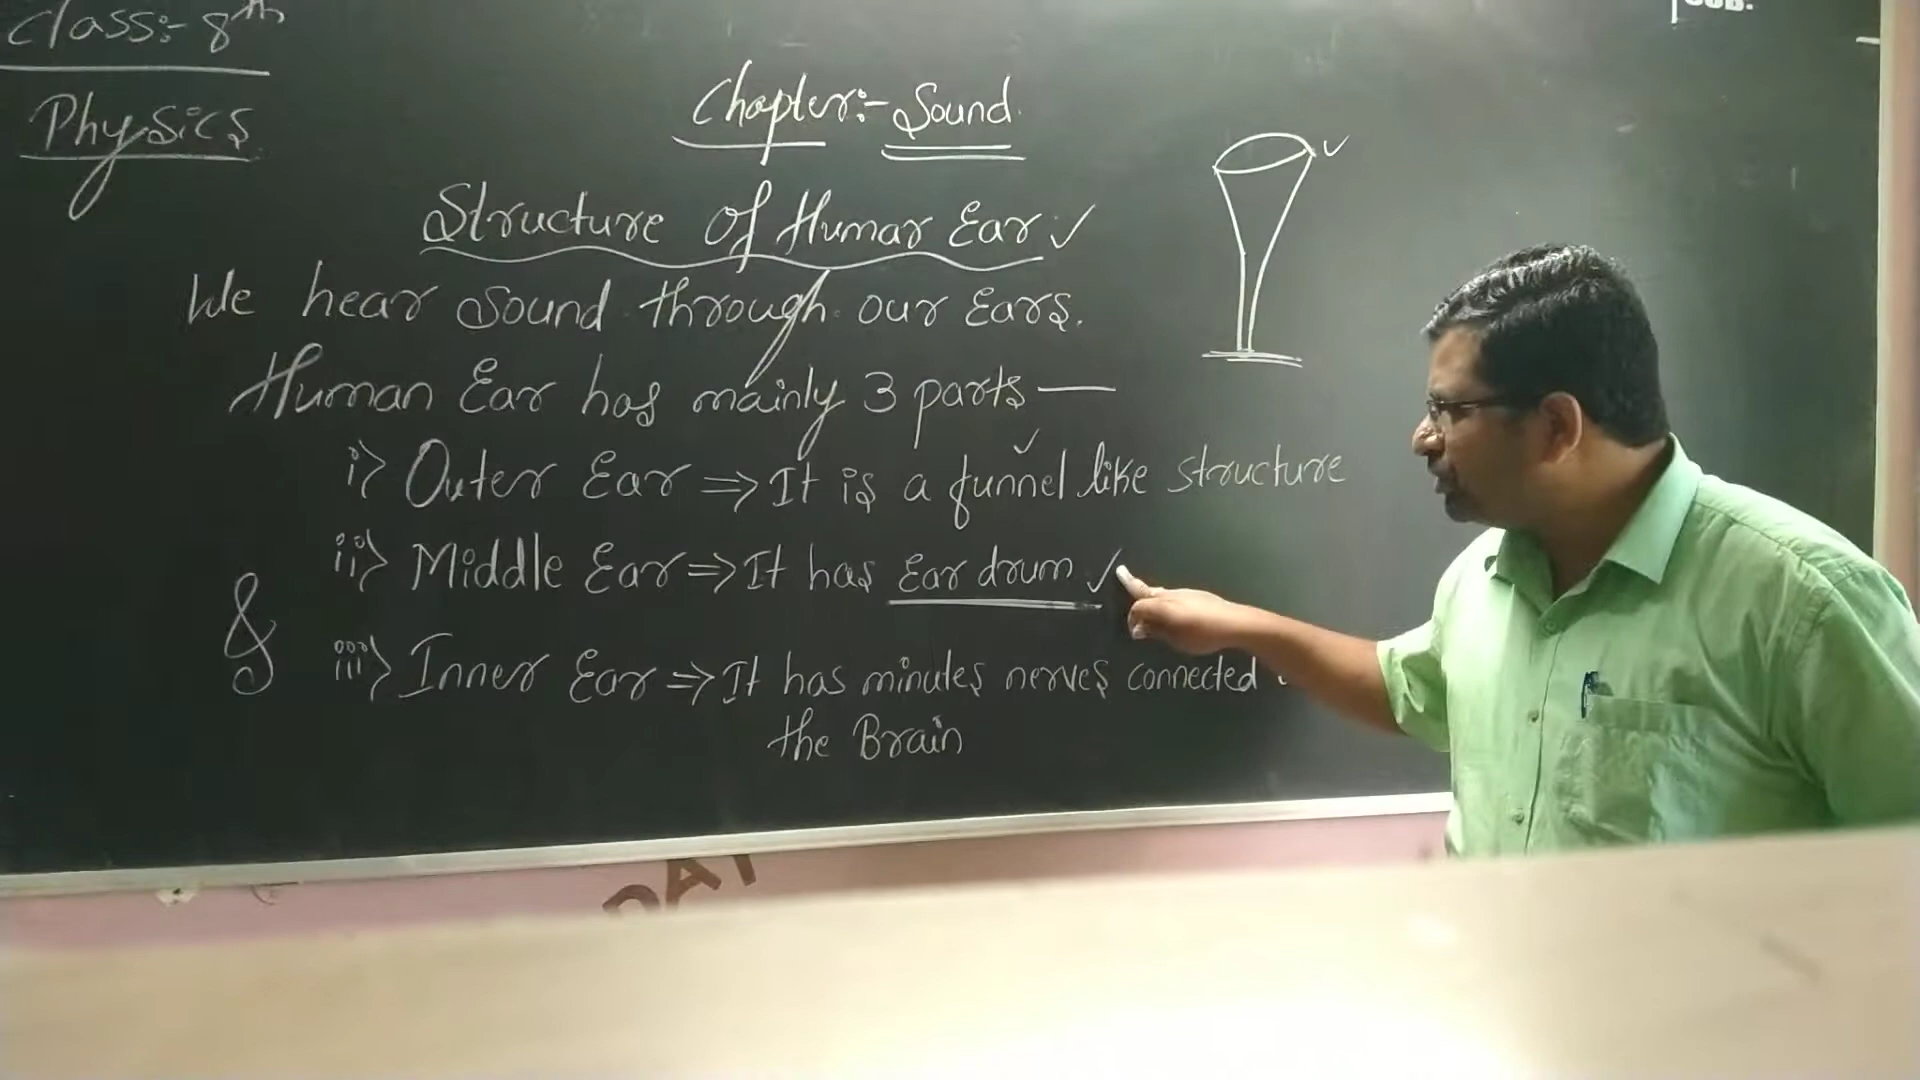 Class:- 8th
Physics
SUB.
Chapter:- Sound
Structure Of Human Ear ✓
We hear Sound through our Ears.
Human Ear has mainly 3 parts —
i) Outer Ear ⇒ It is a funnel like structure
ii) Middle Ear ⇒ It has Ear drum ✓
& iii) Inner Ear ⇒ It has minutes nerves connected
the Brain